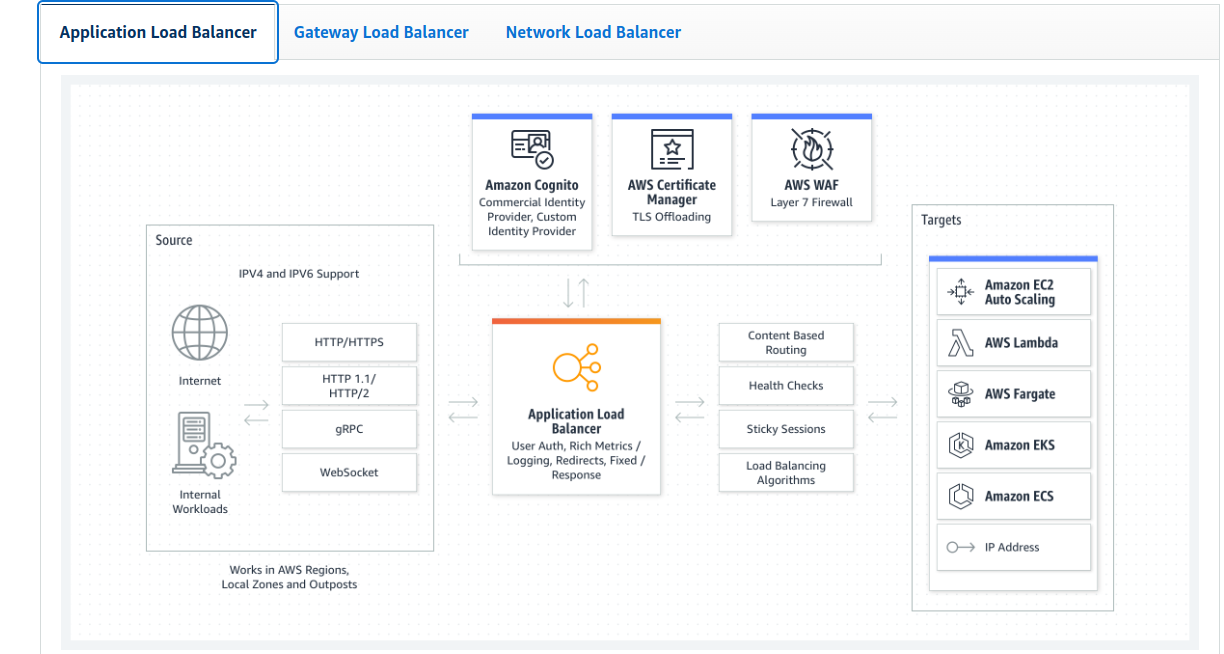 Application Load Balancer
Gateway Load Balancer
Network Load Balancer
Amazon Cognito
Commercial Identity
Provider, Custom
Identity Provider
AWS Certificate
Manager
TLS Offloading
AWS WAF
Layer 7 Firewall
Source
IPV4 and IPV6 Support
Internet
Internal
Workloads
HTTP/HTTPS
HTTP 1.1/
HTTP/2
gRPC
WebSocket
Works in AWS Regions,
Local Zones and Outposts
Application Load
Balancer
User Auth, Rich Metrics /
Logging, Redirects, Fixed /
Response
Content Based
Routing
Health Checks
Sticky Sessions
Load Balancing
Algorithms
Targets
Amazon EC2
Auto Scaling
AWS Lambda
AWS Fargate
Amazon EKS
Amazon ECS
IP Address